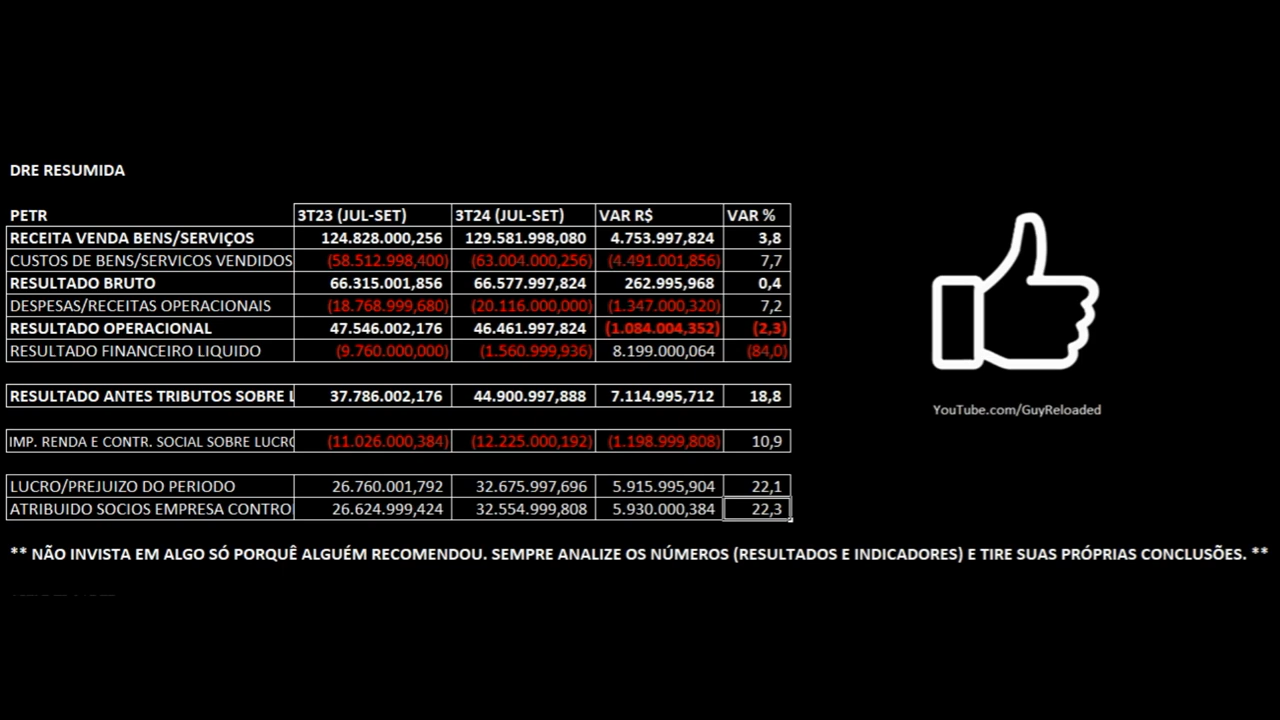 DRE RESUMIDA
PETR 3T23 (JUL-SET) 3T24 (JUL-SET) VAR R$ VAR %
RECEITA VENDA BENS/SERVIÇOS 124.828.000,256 129.581.998,080 4.753.997,824 3,8
CUSTOS DE BENS/SERVICOS VENDIDOS (58.512.998,400) (63.004.000,256) (4.491.001,856) 7,7
RESULTADO BRUTO 66.315.001,856 66.577.997,824 262.995,968 0,4
DESPESAS/RECEITAS OPERACIONAIS (18.768.999,680) (20.116.000,000) (1.347.000,320) 7,2
RESULTADO OPERACIONAL 47.546.002,176 46.461.997,824 (1.084.004,352) (2,3)
RESULTADO FINANCEIRO LIQUIDO (9.760.000,000) (1.560.999,936) 8.199.000,064 (84,0)
RESULTADO ANTES TRIBUTOS SOBRE L 37.786.002,176 44.900.997,888 7.114.995,712 18,8
IMP. RENDA E CONTR. SOCIAL SOBRE LUCRO (11.026.000,384) (12.225.000,192) (1.198.999,808) 10,9
LUCRO/PREJUIZO DO PERIODO 26.760.001,792 32.675.997,696 5.915.995,904 22,1
ATRIBUIDO SOCIOS EMPRESA CONTRO 26.624.999,424 32.554.999,808 5.930.000,384 22,3
YouTube.com/GuyReloaded
** NÃO INVISTA EM ALGO SÓ PORQUÊ ALGUÉM RECOMENDOU. SEMPRE ANALIZE OS NÚMEROS (RESULTADOS E INDICADORES) E TIRE SUAS PRÓPRIAS CONCLUSÕES. **